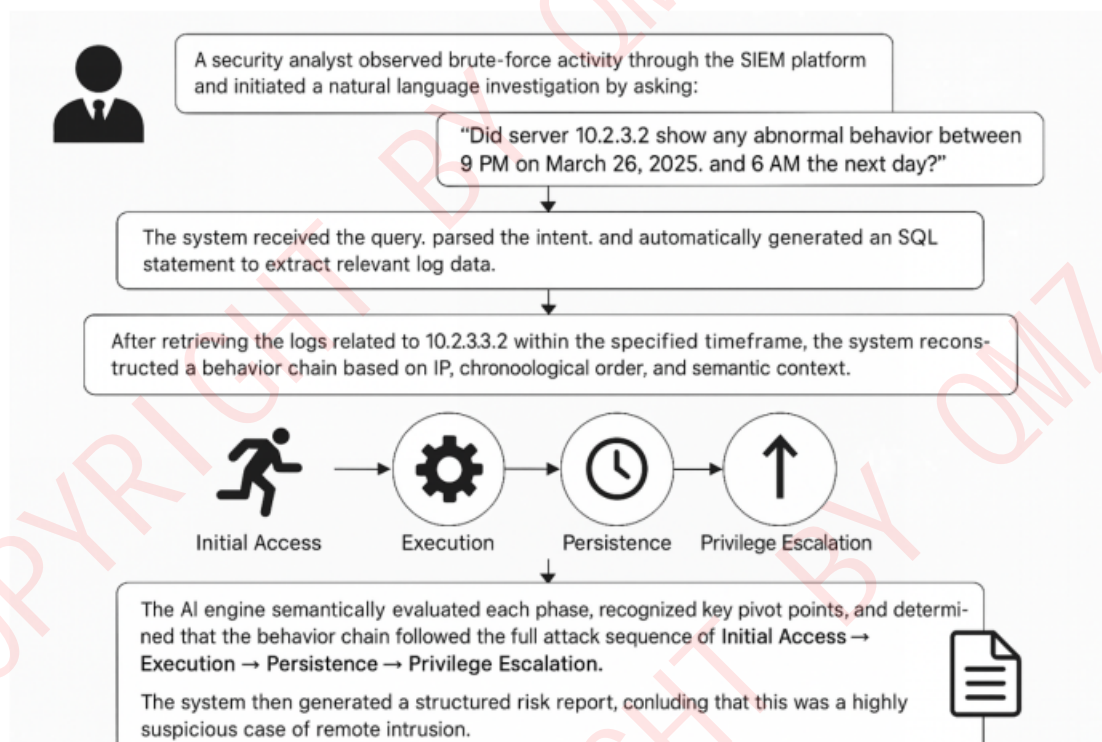 A security analyst observed brute-force activity through the SIEM platform
and initiated a natural language investigation by asking:
“Did server 10.2.3.2 show any abnormal behavior between
9 PM on March 26, 2025. and 6 AM the next day?”
The system received the query. parsed the intent. and automatically generated an SQL
statement to extract relevant log data.
After retrieving the logs related to 10.2.3.3.2 within the specified timeframe, the system recons-
tructed a behavior chain based on IP, chronoological order, and semantic context.
Initial Access
Execution
Persistence
Privilege Escalation
The AI engine semantically evaluated each phase, recognized key pivot points, and determi-
ned that the behavior chain followed the full attack sequence of Initial Access →
Execution → Persistence → Privilege Escalation.
The system then generated a structured risk report, conluding that this was a highly
suspicious case of remote intrusion.
COPYRIGHT BY QMZ
COPYRIGHT BY QMZ